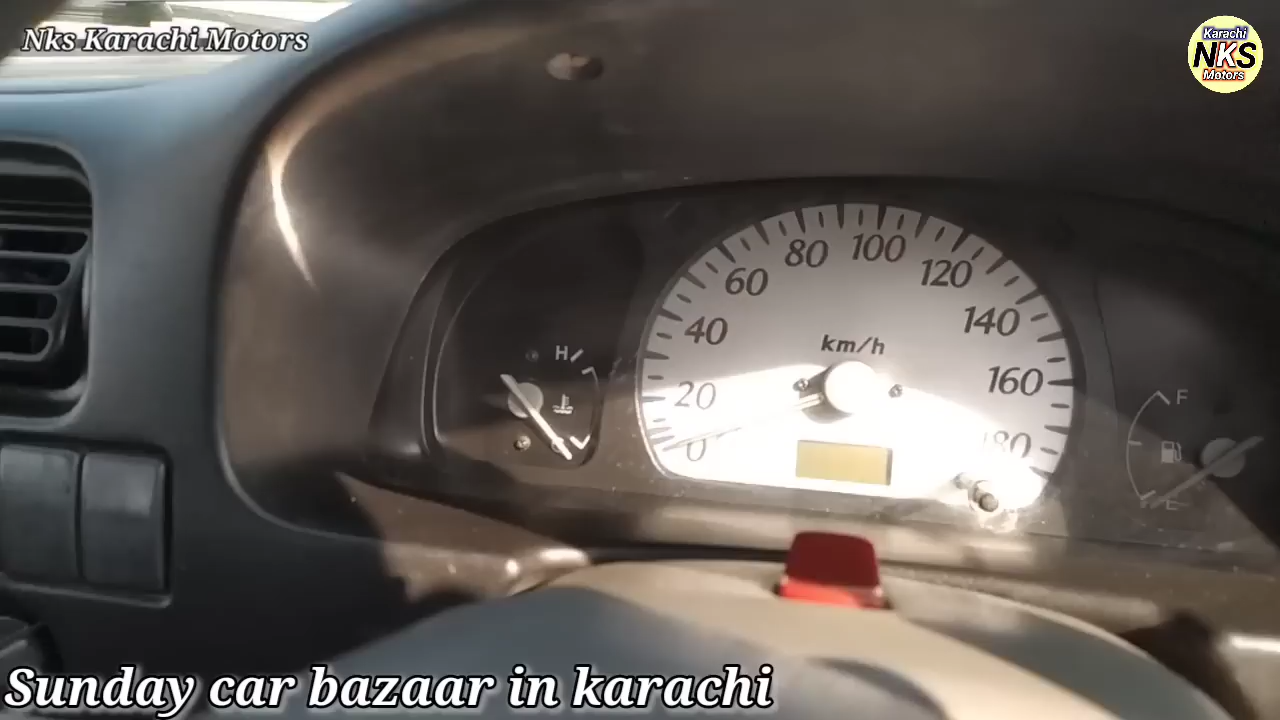 Nks Karachi Motors
Karachi
NKS
Motors
80
100
60
120
40
140
km/h
H
160
20
F
0
180
E
Sunday car bazaar in karachi